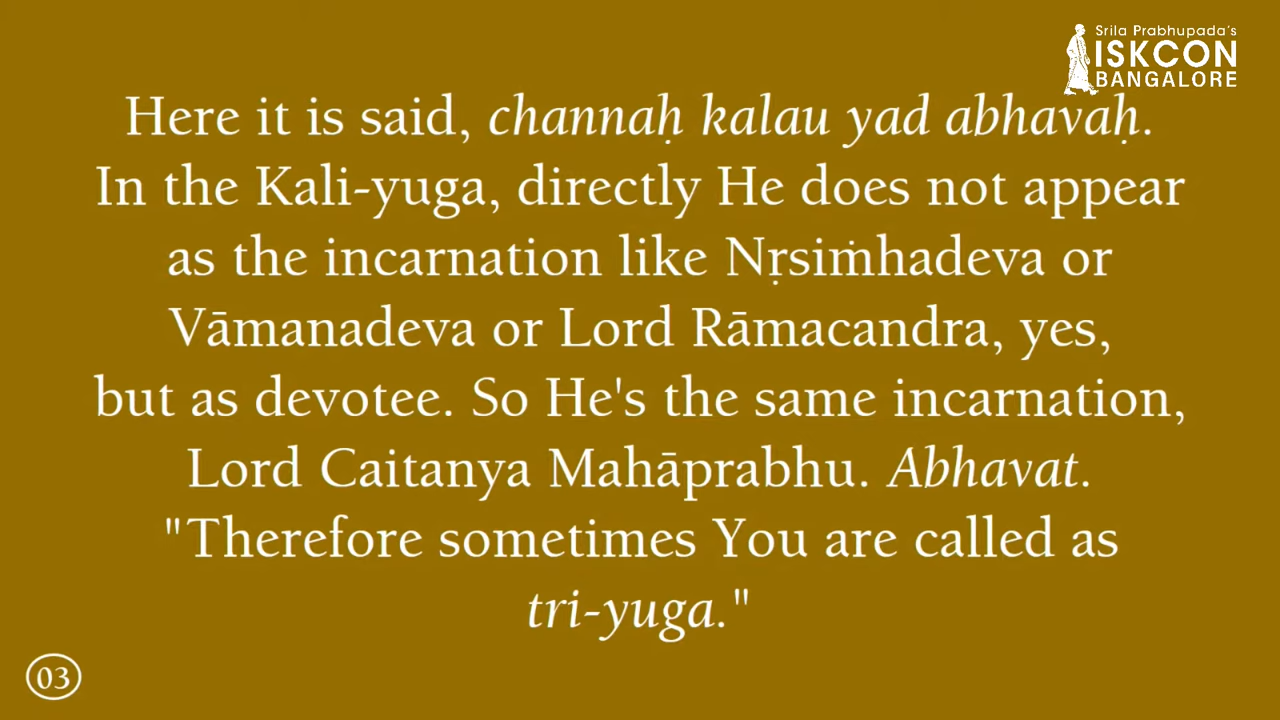 Srila Prabhupada's
ISKCON
BANGALORE
Here it is said, channaḥ kalau yad abhavaḥ.
In the Kali-yuga, directly He does not appear
as the incarnation like Nṛsiṁhadeva or
Vāmanadeva or Lord Rāmacandra, yes,
but as devotee. So He's the same incarnation,
Lord Caitanya Mahāprabhu. Abhavat.
"Therefore sometimes You are called as
tri-yuga."
03